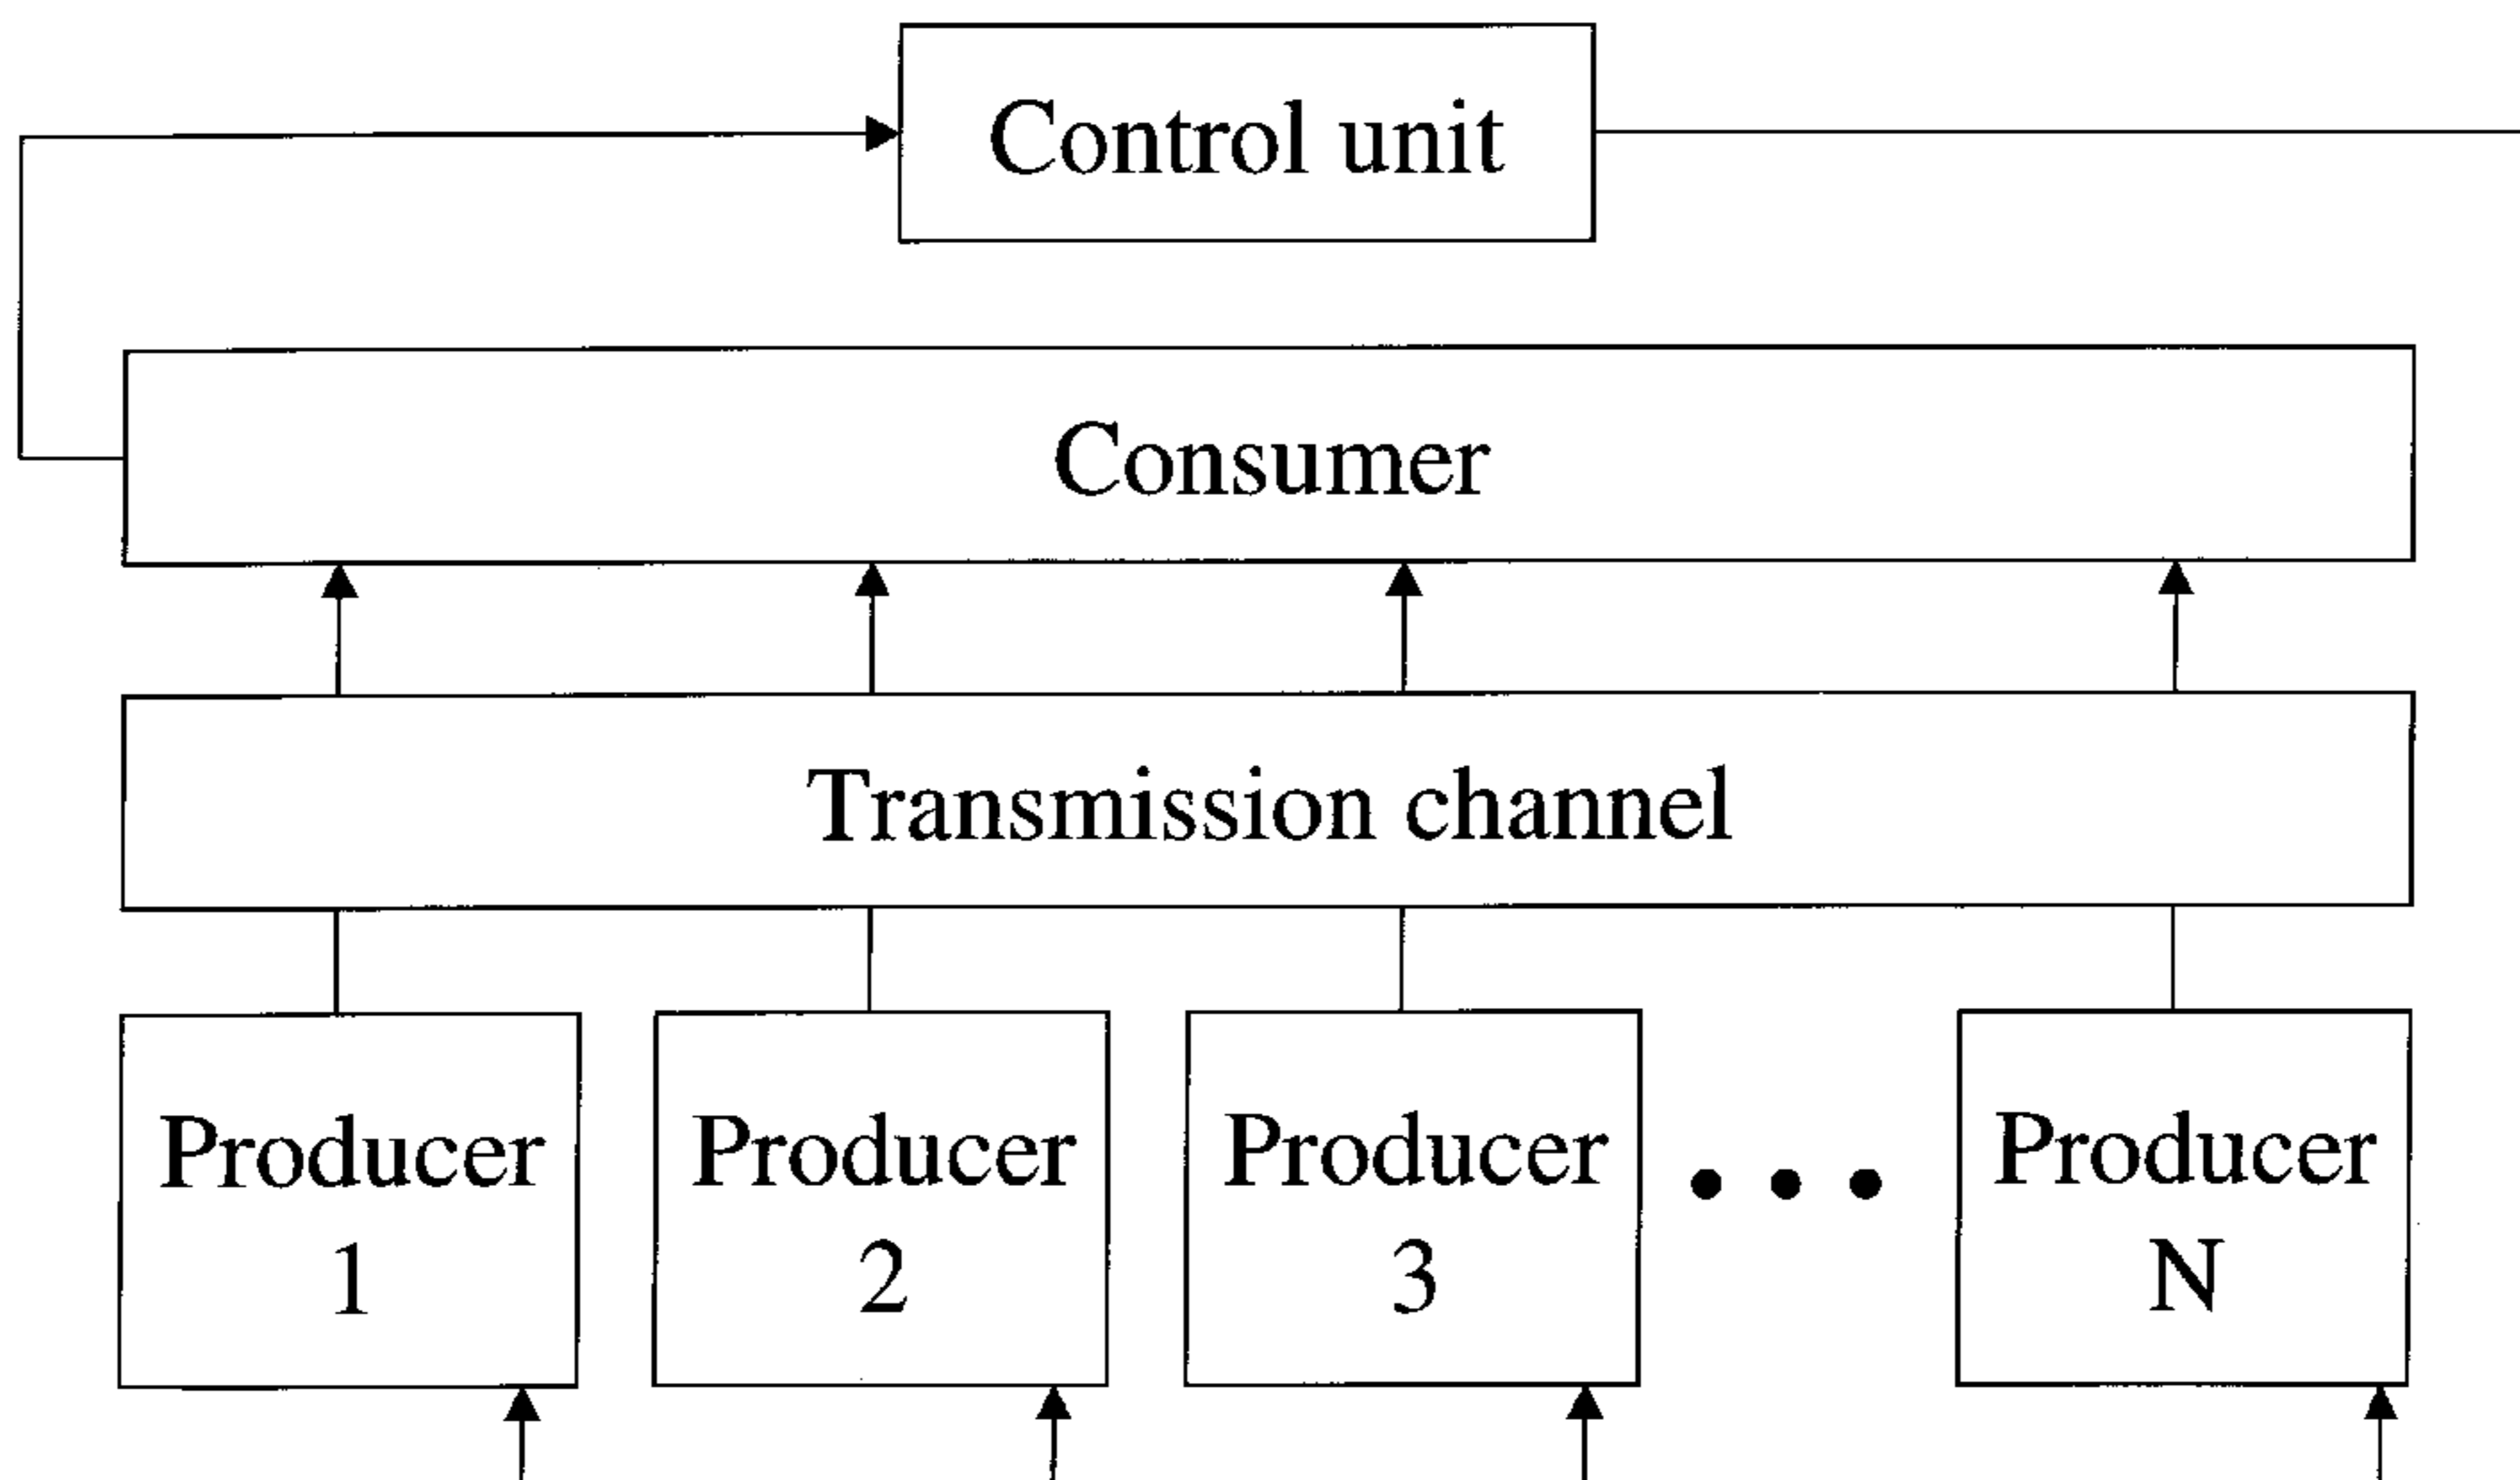 Control unit
Consumer
Transmission channel
Producer
1
Producer
2
Producer
3
Producer
N